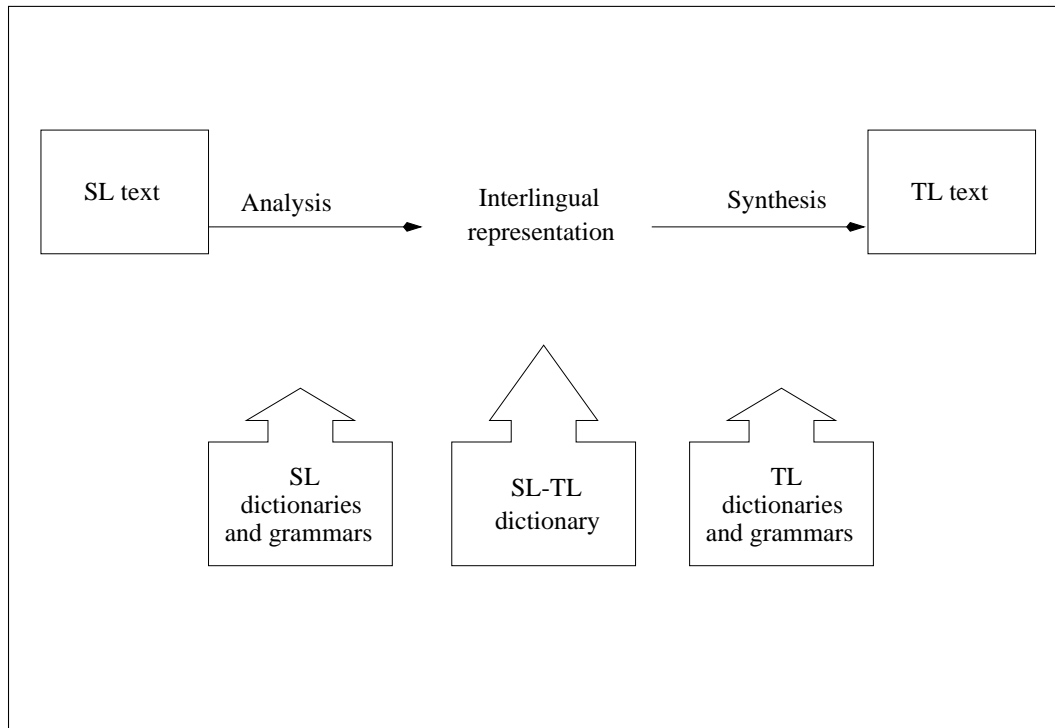 SL text
Analysis
Interlingual
representation
Synthesis
TL text
SL
dictionaries
and grammars
SL-TL
dictionary
TL
dictionaries
and grammars